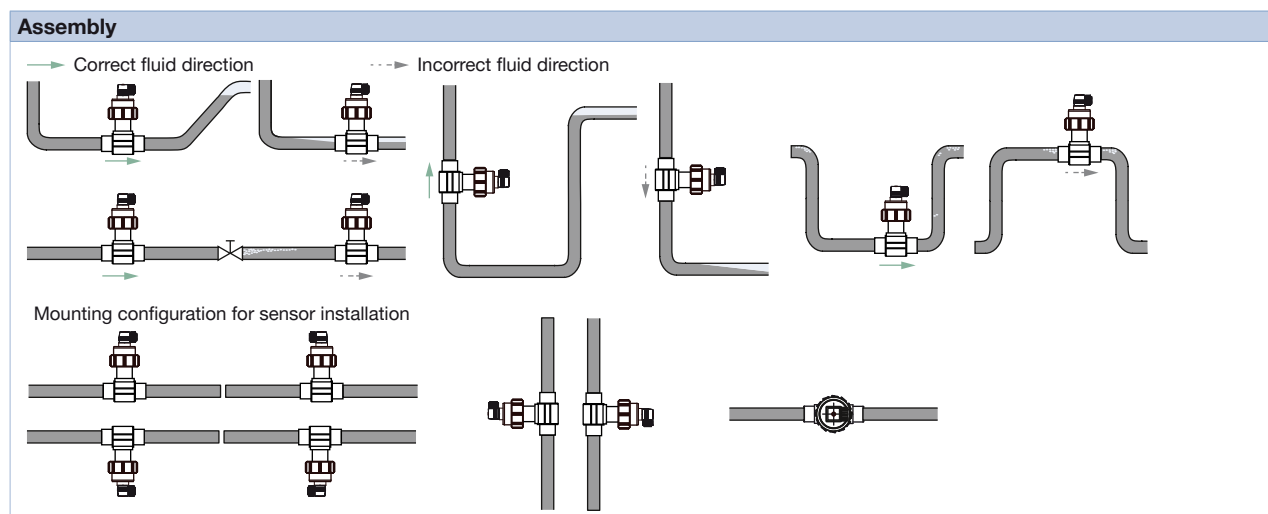 Assembly
Correct fluid direction
Incorrect fluid direction
Mounting configuration for sensor installation